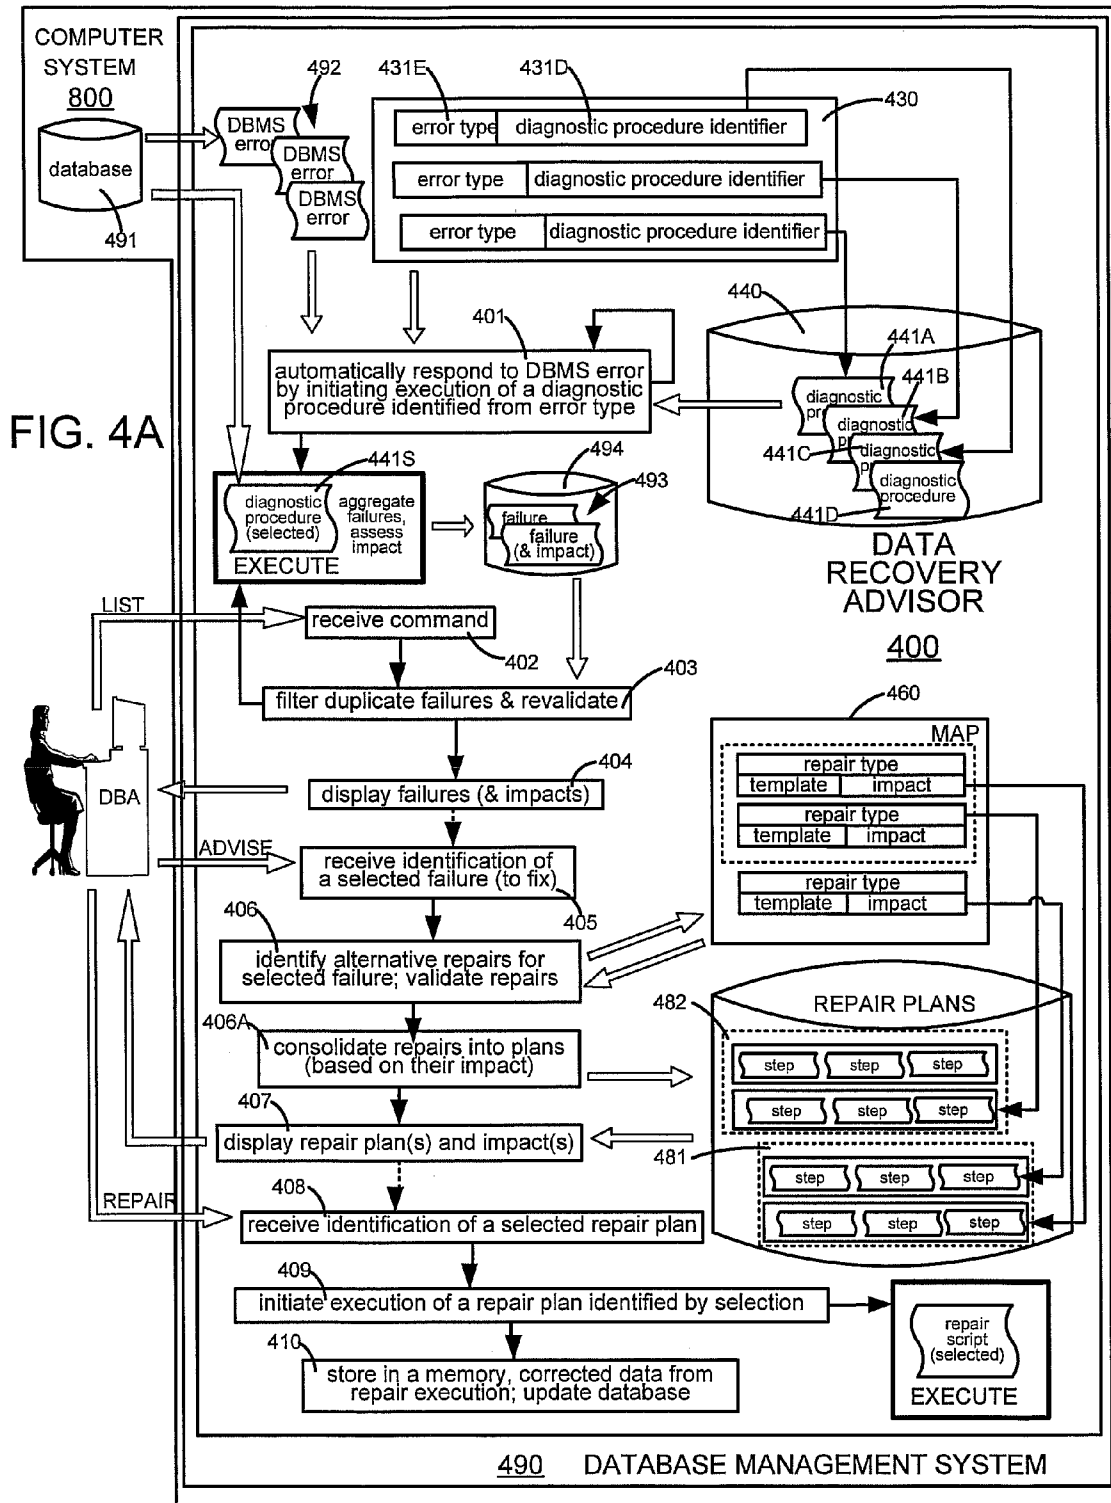 COMPUTER
SYSTEM
800
database
491
492
DBMS
error
DBMS
error
DBMS
error
431E
431D
430
error type
diagnostic procedure identifier
error type
diagnostic procedure identifier
error type
diagnostic procedure identifier
FIG. 4A
401
automatically respond to DBMS error
by initiating execution of a diagnostic
procedure identified from error type
440
441A
441B
441C
441D
diagnostic
diagnostic
diagnostic
diagnostic
procedure
DATA
RECOVERY
ADVISOR
400
441S
diagnostic
procedure
(selected)
aggregate
failures,
assess
impact
EXECUTE
494
493
failure
failure
(& impact)
LIST
receive command
402
403
filter duplicate failures & revalidate
404
display failures (& impacts)
DBA
ADVISE
receive identification of
a selected failure (to fix)
405
406
identify alternative repairs for
selected failure; validate repairs
406A
consolidate repairs into plans
(based on their impact)
407
display repair plan(s) and impact(s)
REPAIR
408
receive identification of a selected repair plan
409
initiate execution of a repair plan identified by selection
410
store in a memory, corrected data from
repair execution; update database
460
MAP
repair type
template
impact
repair type
template
impact
repair type
template
impact
REPAIR PLANS
482
step step step
step step step
481
step step step
step step step
repair
script
(selected)
EXECUTE
490 DATABASE MANAGEMENT SYSTEM